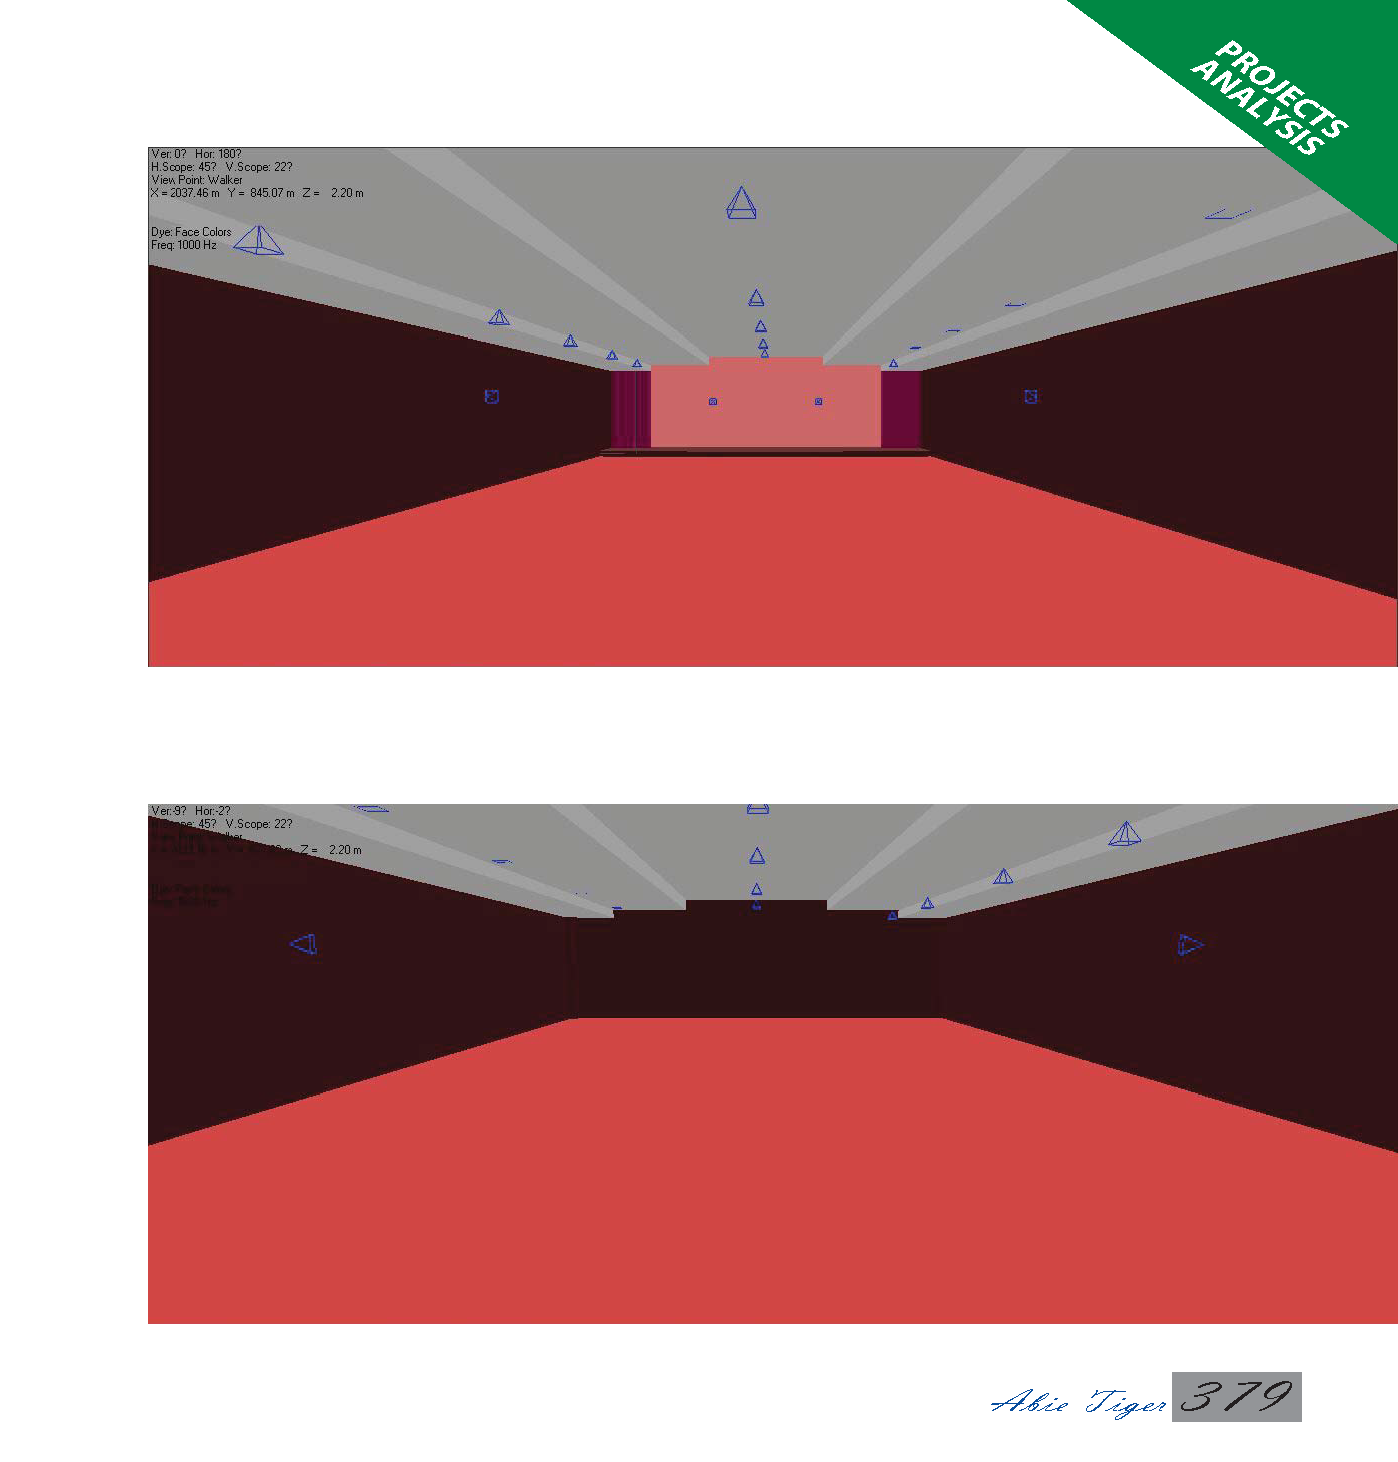 PROJECTS
ANALYSIS
Ver: 0? Hor: 180?
H.Scope: 45? V.Scope: 22?
View Point: Walker
X = 2037.46 m Y = 845.07 m Z = 2.20 m
Dye: Face Colors
Freq: 1000 Hz
Ver:-9? Hor:-2?
45? V.Scope: 22?
Z = 2.20 m
Abie Tiger 379